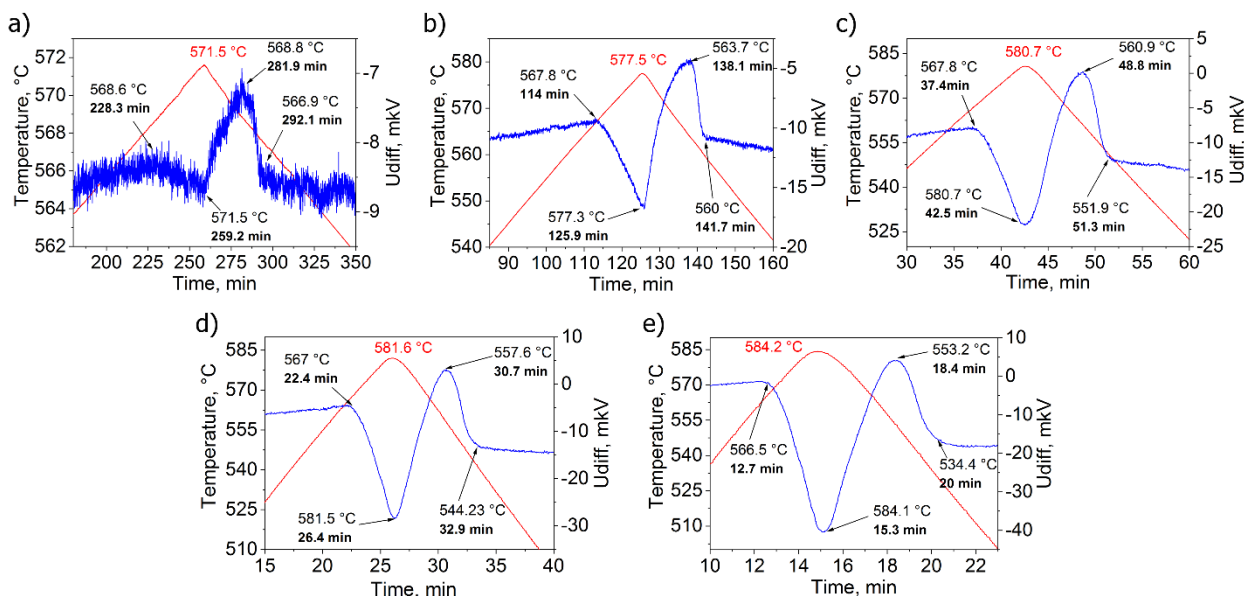 a)
Temperature, °C
573
572
570
568
566
564
562
571.5 °C
568.6 °C
228.3 min
568.8 °C
281.9 min
566.9 °C
292.1 min
571.5 °C
259.2 min
-7
-8
-9
Udiff, mkV
200 225 250 275 300 325 350
Time, min
b)
Temperature, °C
580
560
540
577.5 °C
567.8 °C
114 min
563.7 °C
138.1 min
577.3 °C
125.9 min
560 °C
141.7 min
-5
-10
-15
-20
Udiff, mkV
90 100 110 120 130 140 150 160
Time, min
c)
Temperature, °C
585
570
555
540
525
580.7 °C
567.8 °C
37.4min
560.9 °C
48.8 min
580.7 °C
42.5 min
551.9 °C
51.3 min
5
0
-5
-10
-15
-20
-25
Udiff, mkV
30 35 40 45 50 55 60
Time, min
d)
Temperature, °C
585
570
555
540
525
510
581.6 °C
567 °C
22.4 min
557.6 °C
30.7 min
581.5 °C
26.4 min
544.23 °C
32.9 min
10
0
-10
-20
-30
Udiff, mkV
15 20 25 30 35 40
Time, min
e)
Temperature, °C
585
570
550
530
510
584.2 °C
553.2 °C
18.4 min
566.5 °C
12.7 min
584.1 °C
15.3 min
534.4 °C
20 min
10
0
-10
-20
-30
-40
Udiff, mkV
10 12 14 16 18 20 22
Time, min